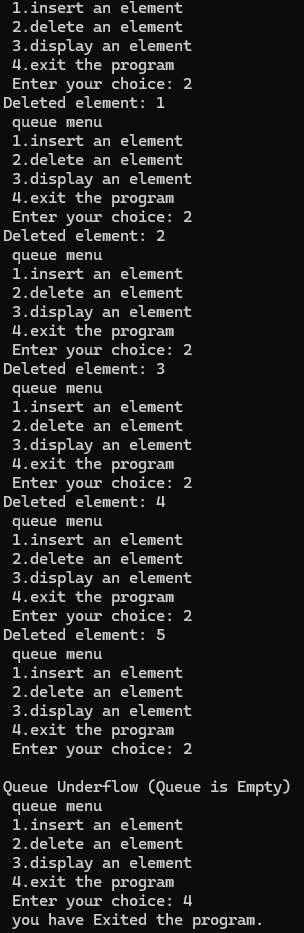 1.insert an element
2.delete an element
3.display an element
4.exit the program
Enter your choice: 2
Deleted element: 1
queue menu
1.insert an element
2.delete an element
3.display an element
4.exit the program
Enter your choice: 2
Deleted element: 2
queue menu
1.insert an element
2.delete an element
3.display an element
4.exit the program
Enter your choice: 2
Deleted element: 3
queue menu
1.insert an element
2.delete an element
3.display an element
4.exit the program
Enter your choice: 2
Deleted element: 4
queue menu
1.insert an element
2.delete an element
3.display an element
4.exit the program
Enter your choice: 2
Deleted element: 5
queue menu
1.insert an element
2.delete an element
3.display an element
4.exit the program
Enter your choice: 2

Queue Underflow (Queue is Empty)
queue menu
1.insert an element
2.delete an element
3.display an element
4.exit the program
Enter your choice: 4
you have Exited the program.